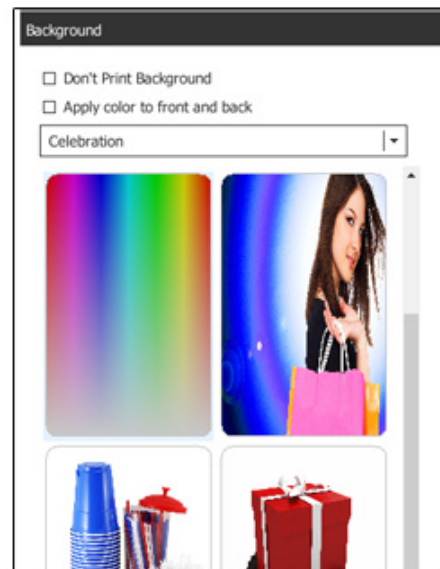 Background
Don't Print Background
Apply color to front and back
Celebration